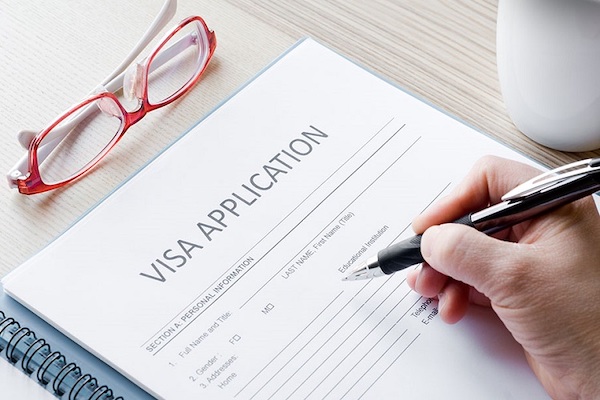 VISA APPLICATION
SECTION A: PERSONAL INFORMATION
LAST NAME, First Name (Title)
1. Full Name and Title:
2. Gender: F☐ M☐
Educational Institution
3. Addresses
Home
Telephone
E-mail: